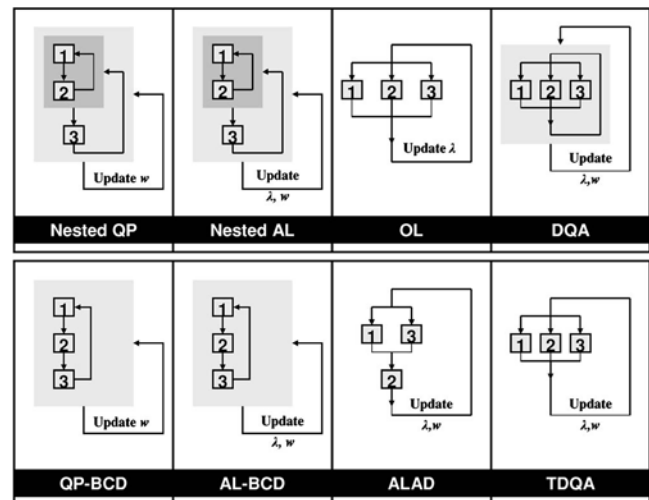 1
2
3
Update w
Nested QP
1
2
3
Update
λ, w
Nested AL
1 2 3
Update λ
OL
1 2 3
Update
λ,w
DQA
1
2
3
Update w
QP-BCD
1
2
3
Update
λ, w
AL-BCD
1 3
2
Update
λ,w
ALAD
1 2 3
Update
λ,w
TDQA